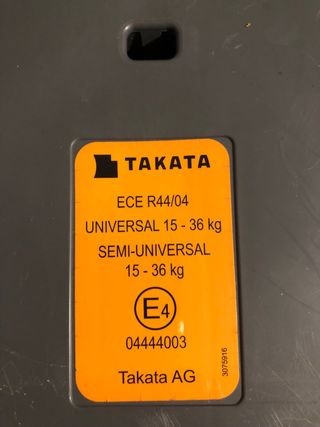 TAKATA
ECE R44/04
UNIVERSAL 15 - 36 kg
SEMI-UNIVERSAL
15 - 36 kg
E4
04444003
Takata AG
3075916